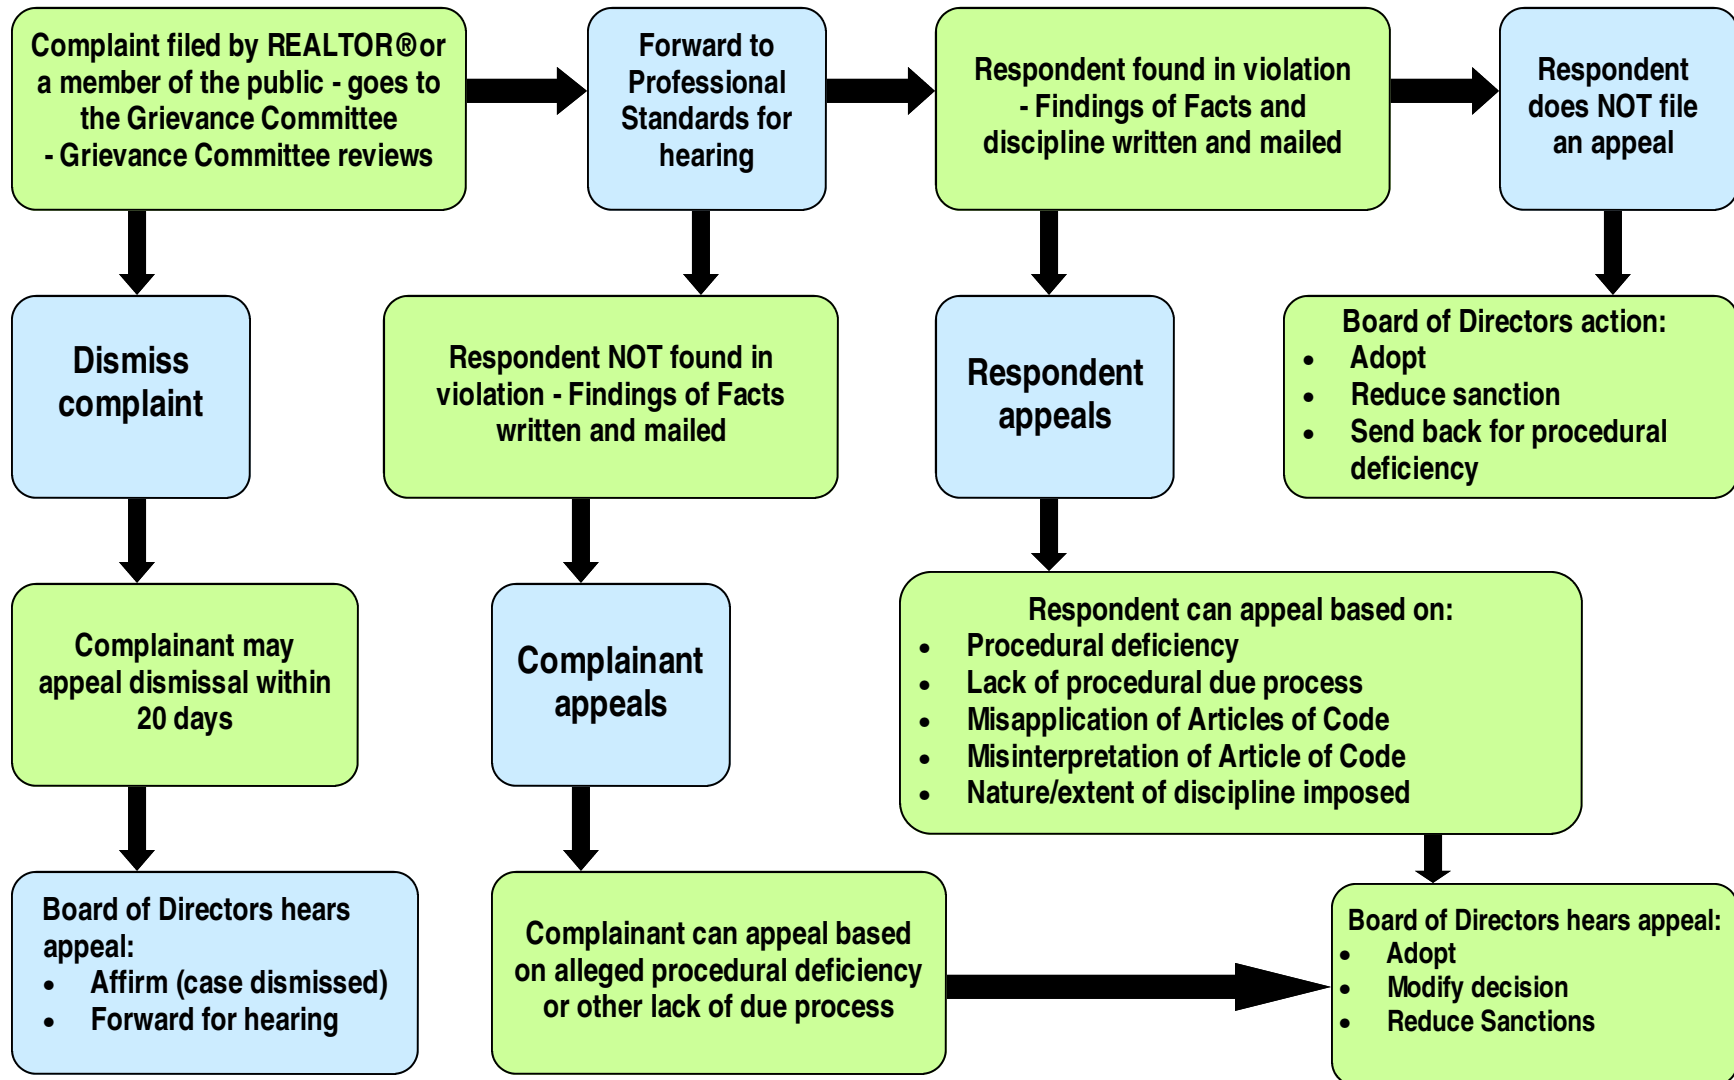 Complaint filed by REALTOR® or
a member of the public - goes to
the Grievance Committee
- Grievance Committee reviews
Forward to
Professional
Standards for
hearing
Respondent found in violation
- Findings of Facts and
discipline written and mailed
Respondent
does NOT file
an appeal
Dismiss
complaint
Respondent NOT found in
violation - Findings of Facts
written and mailed
Respondent
appeals
Board of Directors action:
• Adopt
• Reduce sanction
• Send back for procedural
deficiency
Complainant may
appeal dismissal within
20 days
Complainant
appeals
Respondent can appeal based on:
• Procedural deficiency
• Lack of procedural due process
• Misapplication of Articles of Code
• Misinterpretation of Article of Code
• Nature/extent of discipline imposed
Board of Directors hears
appeal:
• Affirm (case dismissed)
• Forward for hearing
Complainant can appeal based
on alleged procedural deficiency
or other lack of due process
Board of Directors hears appeal:
• Adopt
• Modify decision
• Reduce Sanctions